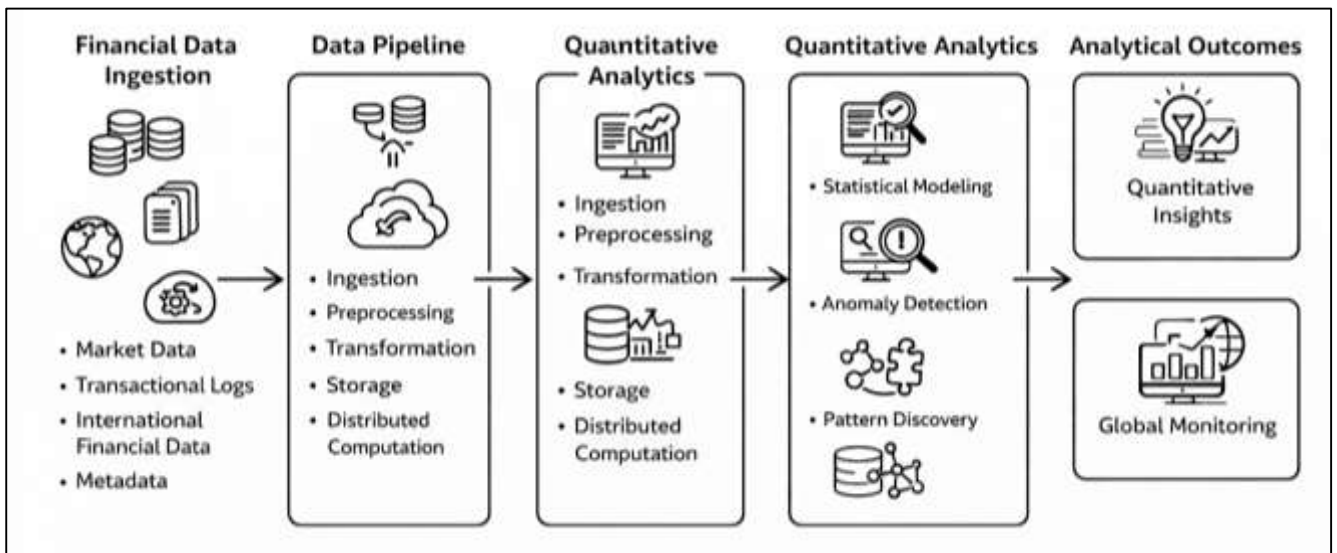 Financial Data
Ingestion
• Market Data
• Transactional Logs
• International
Financial Data
• Metadata
Data Pipeline
• Ingestion
• Preprocessing
• Transformation
• Storage
• Distributed
Computation
Quantitative
Analytics
• Ingestion
• Preprocessing
• Transformation
• Storage
• Distributed
Computation
Quantitative Analytics
• Statistical Modeling
• Anomaly Detection
• Pattern Discovery
Analytical Outcomes
Quantitative
Insights
Global Monitoring